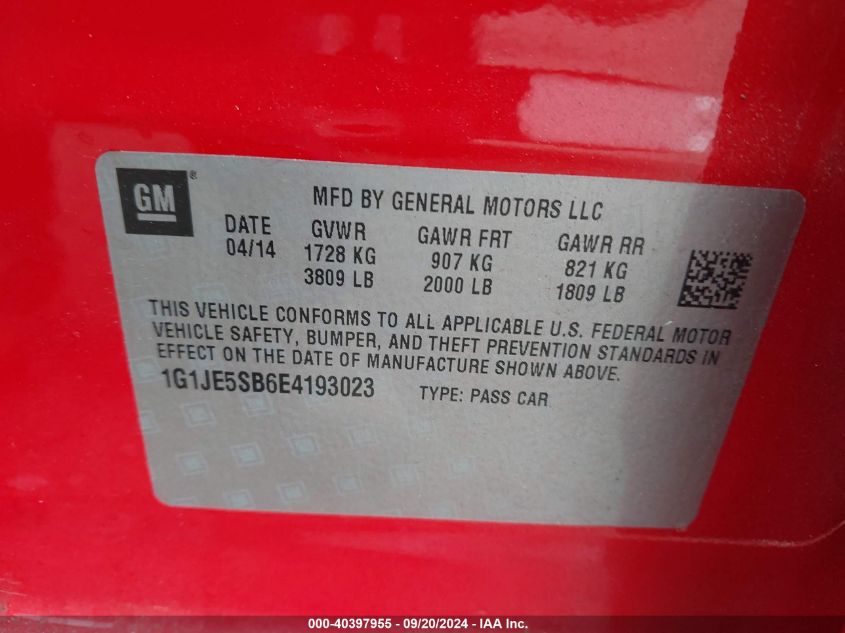 GM®
MFD BY GENERAL MOTORS LLC
DATE GVWR GAWR FRT GAWR RR
04/14 1728 KG 907 KG 821 KG
3809 LB 2000 LB 1809 LB
THIS VEHICLE CONFORMS TO ALL APPLICABLE U.S. FEDERAL MOTOR
VEHICLE SAFETY, BUMPER, AND THEFT PREVENTION STANDARDS IN
EFFECT ON THE DATE OF MANUFACTURE SHOWN ABOVE.
1G1JE5SB6E4193023 TYPE: PASS CAR
000-40397955 - 09/20/2024 - IAA Inc.